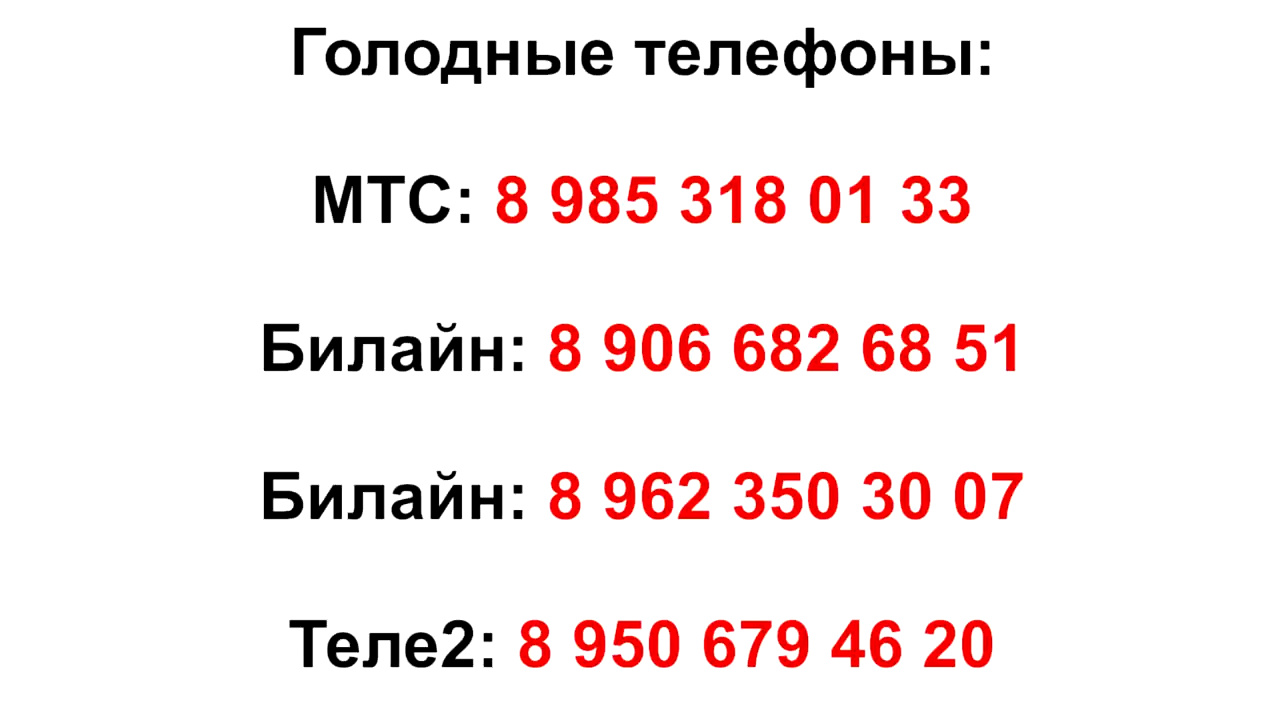 Голодные телефоны:
МТС: 8 985 318 01 33
Билайн: 8 906 682 68 51
Билайн: 8 962 350 30 07
Теле2: 8 950 679 46 20